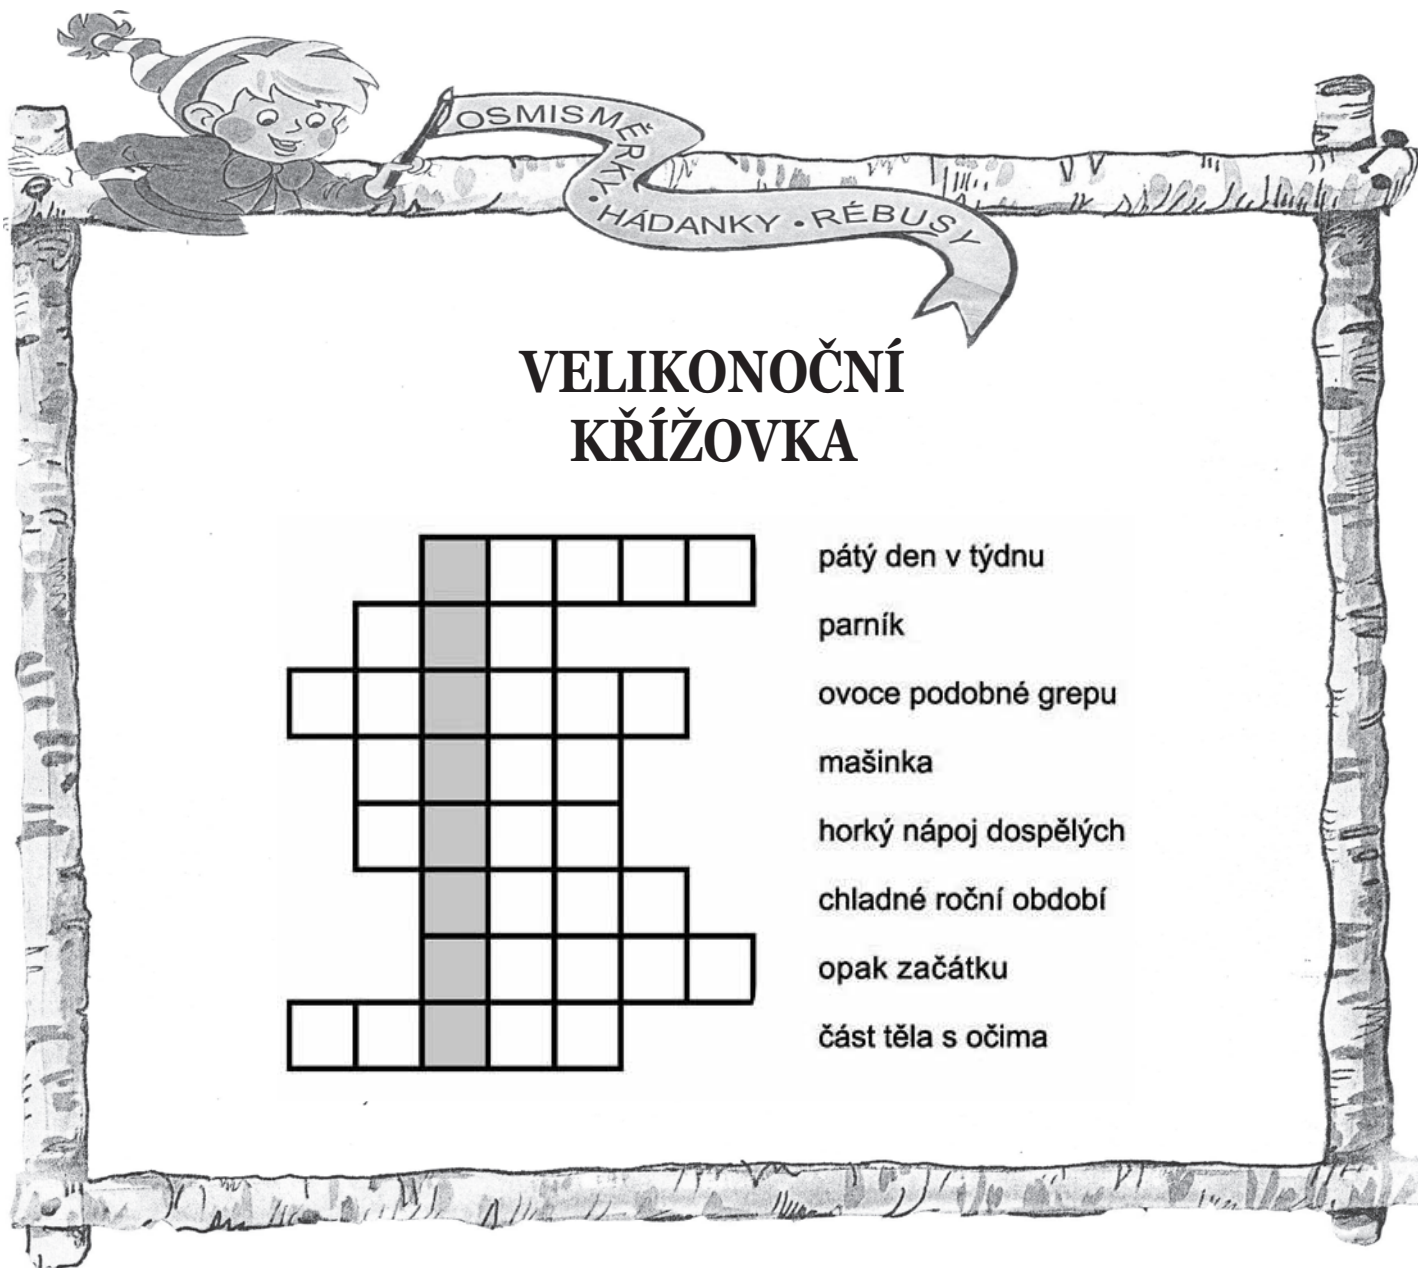 OSMISMĚRKY • HÁDANKY • RÉBUSY
VELIKONOČNÍ
KŘÍŽOVKA
pátý den v týdnu
parník
ovoce podobné grepu
mašinka
horký nápoj dospělých
chladné roční období
opak začátku
část těla s očima